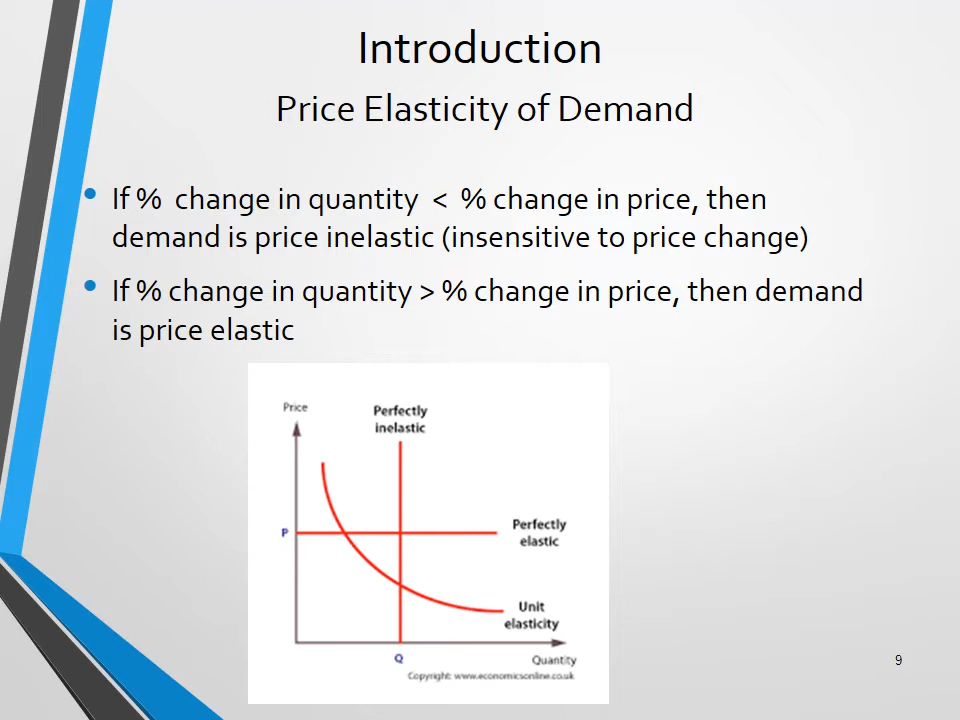 Introduction
Price Elasticity of Demand
If % change in quantity < % change in price, then
demand is price inelastic (insensitive to price change)
If % change in quantity > % change in price, then demand
is price elastic
Price
Perfectly
inelastic
P
Perfectly
elastic
Unit
elasticity
Q
Quantity
Copyright: www.economicsonline.co.uk
9